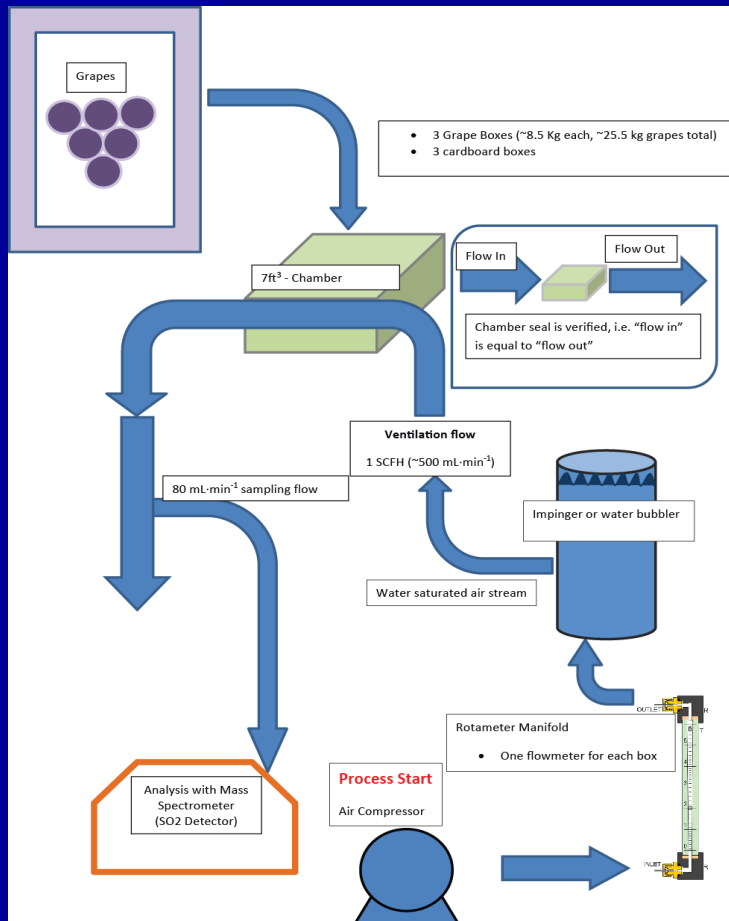 Grapes
• 3 Grape Boxes (~8.5 Kg each, ~25.5 kg grapes total)
• 3 cardboard boxes
7ft³ - Chamber
Flow In
Flow Out
Chamber seal is verified, i.e. “flow in”
is equal to “flow out”
Ventilation flow
1 SCFH (~500 mL·min⁻¹)
80 mL·min⁻¹ sampling flow
Impinger or water bubbler
Water saturated air stream
OUTLET
R
T
Rotameter Manifold
• One flowmeter for each box
Process Start
Air Compressor
Analysis with Mass
Spectrometer
(SO2 Detector)
INLET
R